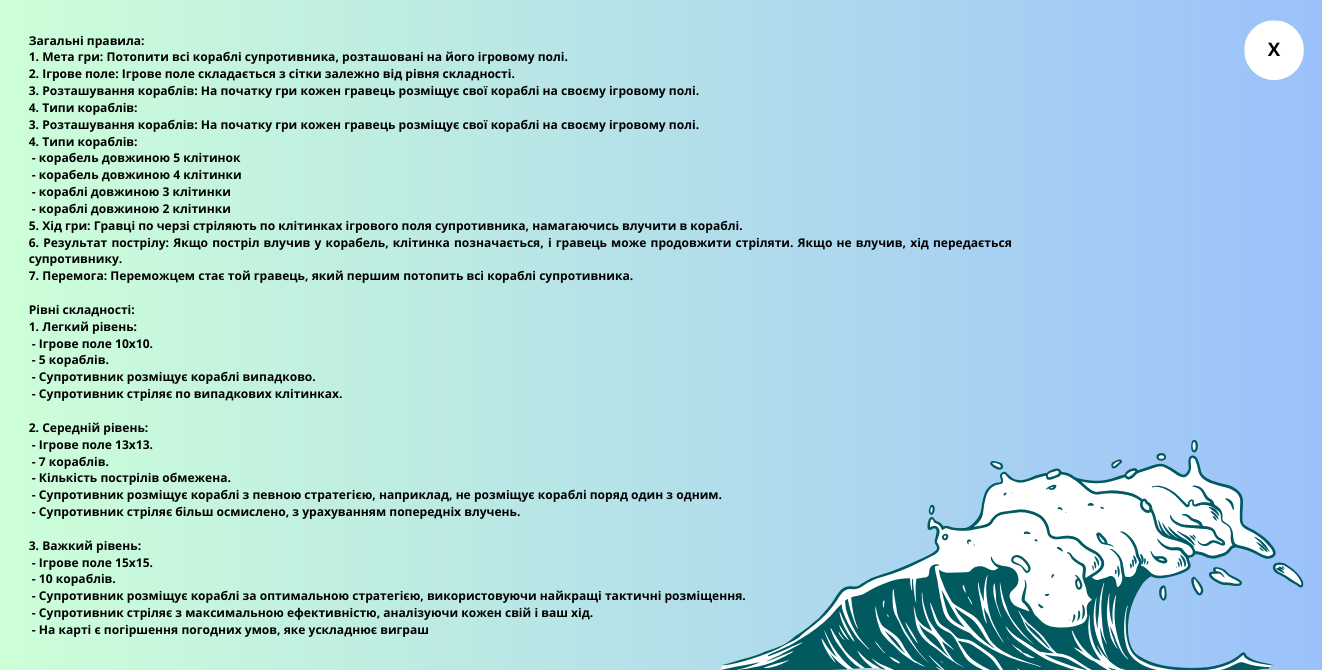 X
Загальні правила:
1. Мета гри: Потопити всі кораблі супротивника, розташовані на його ігровому полі.
2. Ігрове поле: Ігрове поле складається з сітки залежно від рівня складності.
3. Розташування кораблів: На початку гри кожен гравець розміщує свої кораблі на своєму ігровому полі.
4. Типи кораблів:
3. Розташування кораблів: На початку гри кожен гравець розміщує свої кораблі на своєму ігровому полі.
4. Типи кораблів:
- корабель довжиною 5 клітинок
- корабель довжиною 4 клітинки
- кораблі довжиною 3 клітинки
- кораблі довжиною 2 клітинки
5. Хід гри: Гравці по черзі стріляють по клітинках ігрового поля супротивника, намагаючись влучити в кораблі.
6. Результат пострілу: Якщо постріл влучив у корабель, клітинка позначається, і гравець може продовжити стріляти. Якщо не влучив, хід передається
супротивнику.
7. Перемога: Переможцем стає той гравець, який першим потопить всі кораблі супротивника.
Рівні складності:
1. Легкий рівень:
- Ігрове поле 10x10.
- 5 кораблів.
- Супротивник розміщує кораблі випадково.
- Супротивник стріляє по випадкових клітинках.
2. Середній рівень:
- Ігрове поле 13x13.
- 7 кораблів.
- Кількість пострілів обмежена.
- Супротивник розміщує кораблі з певною стратегією, наприклад, не розміщує кораблі поряд один з одним.
- Супротивник стріляє більш осмислено, з урахуванням попередніх влучень.
3. Важкий рівень:
- Ігрове поле 15x15.
- 10 кораблів.
- Супротивник розміщує кораблі за оптимальною стратегією, використовуючи найкращі тактичні розміщення.
- Супротивник стріляє з максимальною ефективністю, аналізуючи кожен свій і ваш хід.
- На карті є погіршення погодних умов, яке ускладнює виграш